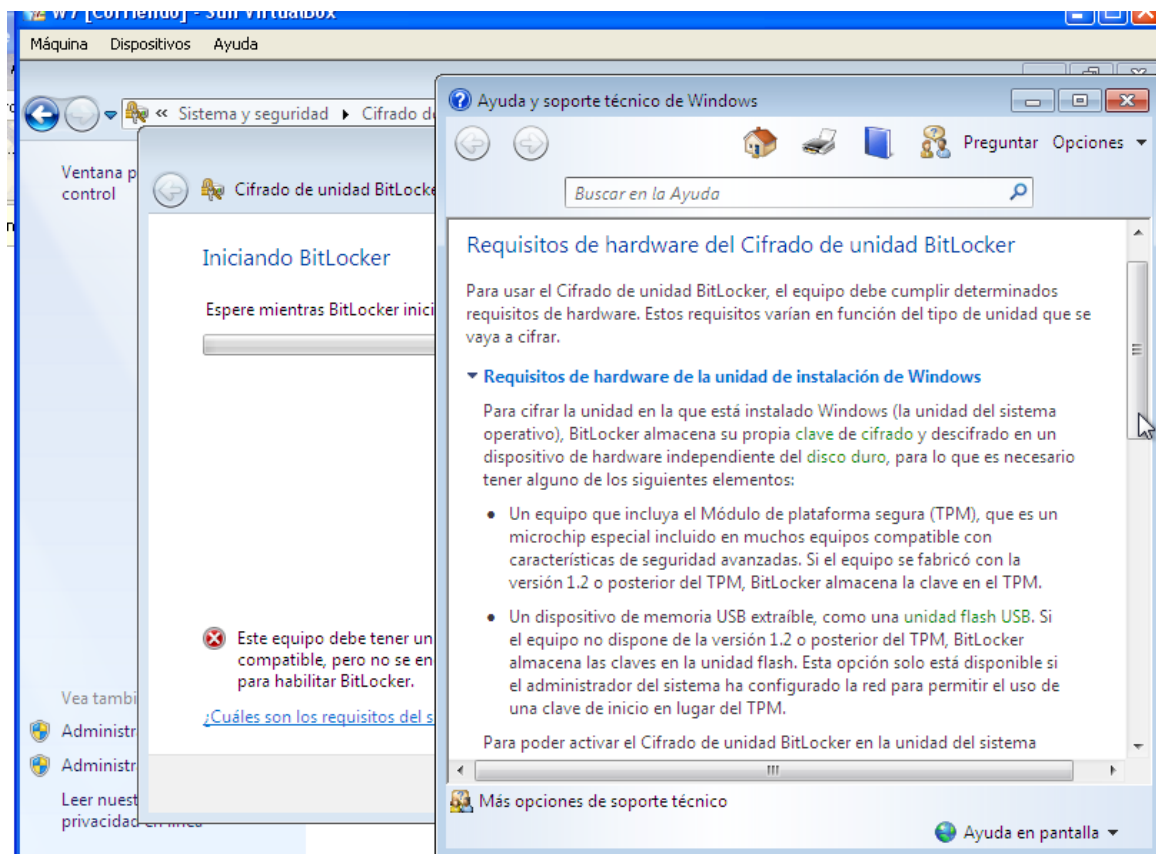 W7 [Corriendo] - Sun VirtualBox
Máquina Dispositivos Ayuda
« Sistema y seguridad Cifrado d
Ventana p
control
Cifrado de unidad BitLocke
Iniciando BitLocker
Espere mientras BitLocker inici
Este equipo debe tener un
compatible, pero no se en
para habilitar BitLocker.
¿Cuáles son los requisitos del s
Vea tambi
Administr
Administr
Leer nuest
privacidad en línea
Ayuda y soporte técnico de Windows
Preguntar Opciones
Buscar en la Ayuda
Requisitos de hardware del Cifrado de unidad BitLocker
Para usar el Cifrado de unidad BitLocker, el equipo debe cumplir determinados
requisitos de hardware. Estos requisitos varían en función del tipo de unidad que se
vaya a cifrar.
Requisitos de hardware de la unidad de instalación de Windows
Para cifrar la unidad en la que está instalado Windows (la unidad del sistema
operativo), BitLocker almacena su propia clave de cifrado y descifrado en un
dispositivo de hardware independiente del disco duro, para lo que es necesario
tener alguno de los siguientes elementos:
• Un equipo que incluya el Módulo de plataforma segura (TPM), que es un
microchip especial incluido en muchos equipos compatible con
características de seguridad avanzadas. Si el equipo se fabricó con la
versión 1.2 o posterior del TPM, BitLocker almacena la clave en el TPM.
• Un dispositivo de memoria USB extraíble, como una unidad flash USB. Si
el equipo no dispone de la versión 1.2 o posterior del TPM, BitLocker
almacena las claves en la unidad flash. Esta opción solo está disponible si
el administrador del sistema ha configurado la red para permitir el uso de
una clave de inicio en lugar del TPM.
Para poder activar el Cifrado de unidad BitLocker en la unidad del sistema
Más opciones de soporte técnico
Ayuda en pantalla